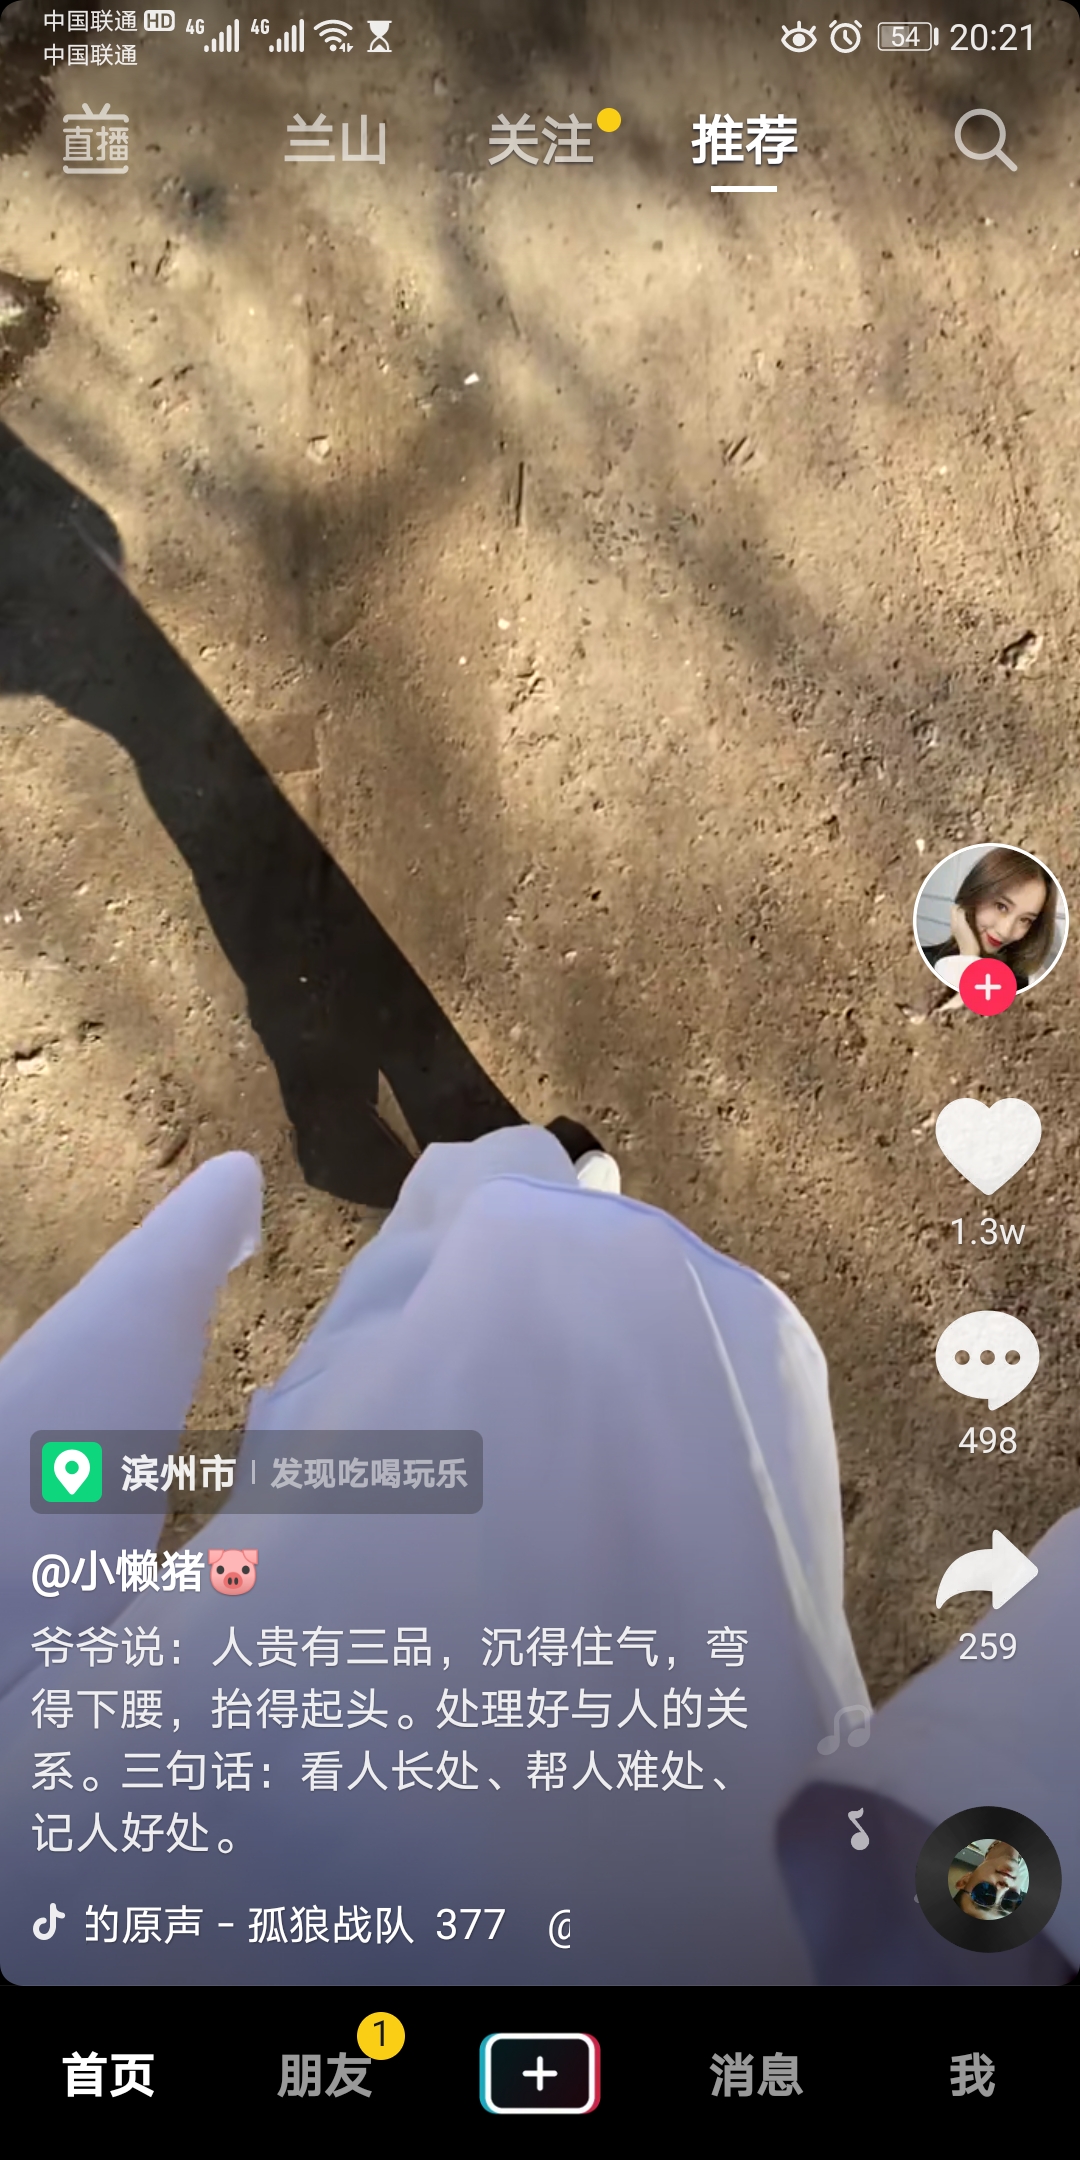 中国联通 HD 4G 4G 54 20:21
中国联通
直播 兰山 关注 推荐
1.3w
498
滨州市 | 发现吃喝玩乐
@小懒猪🐷
259
爷爷说：人贵有三品，沉得住气，弯
得下腰，抬得起头。处理好与人的关
系。三句话：看人长处、帮人难处、
记人好处。
的原声 - 孤狼战队 377 @
首页 朋友 1 消息 我